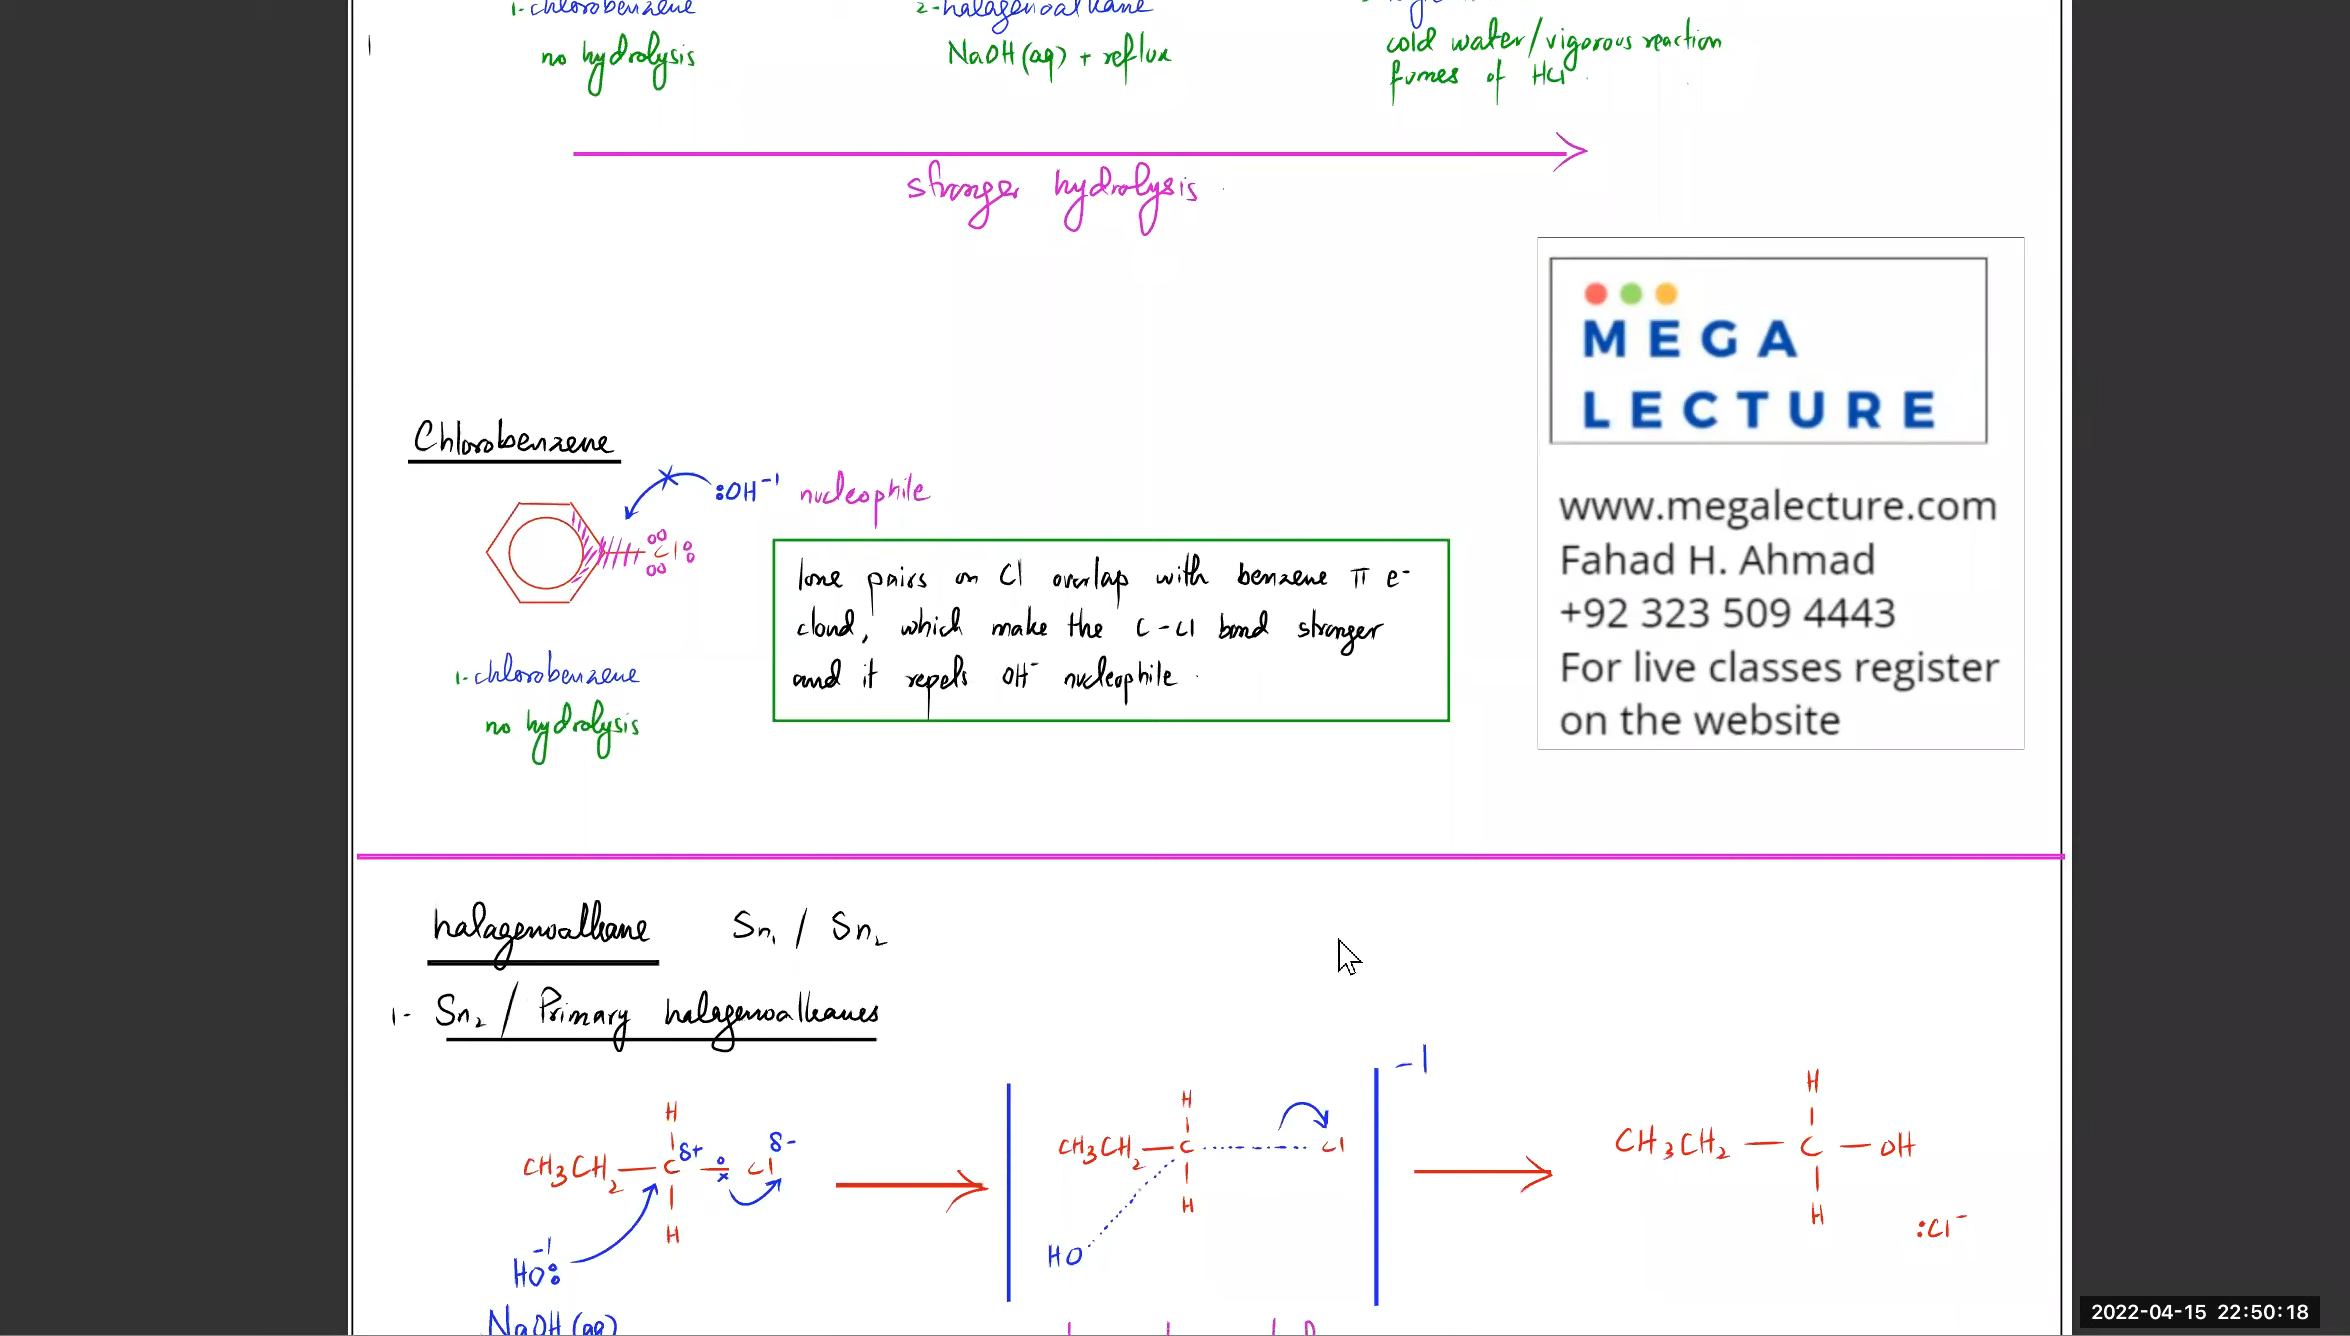 1- chlorobenzene
2- halagenoalkane
no hydrolysis
NaOH (aq) + reflux
cold water/vigorous reaction
fumes of HCl
stronger hydrolysis
MEGA
LECTURE
www.megalecture.com
Fahad H. Ahmad
+92 323 509 4443
For live classes register
on the website
Chlorobenzene
:OH⁻¹ nucleophile
Cl
lone pairs on Cl overlap with benzene π e-
cloud, which make the C-Cl bond stronger
and it repels OH⁻ nucleophile.
1- chlorobenzene
no hydrolysis
halagenoalkane Sn₁ / Sn₂
1- Sn₂ / Primary halagenoalkanes
H
CH₃CH₂ — C δ+ — Cl δ-
H
HO: -1
NaOH (aq)
H
CH₃CH₂ — C ------ Cl
H
HO
-1
H
CH₃CH₂ — C — OH
H
:Cl⁻
2022-04-15 22:50:18